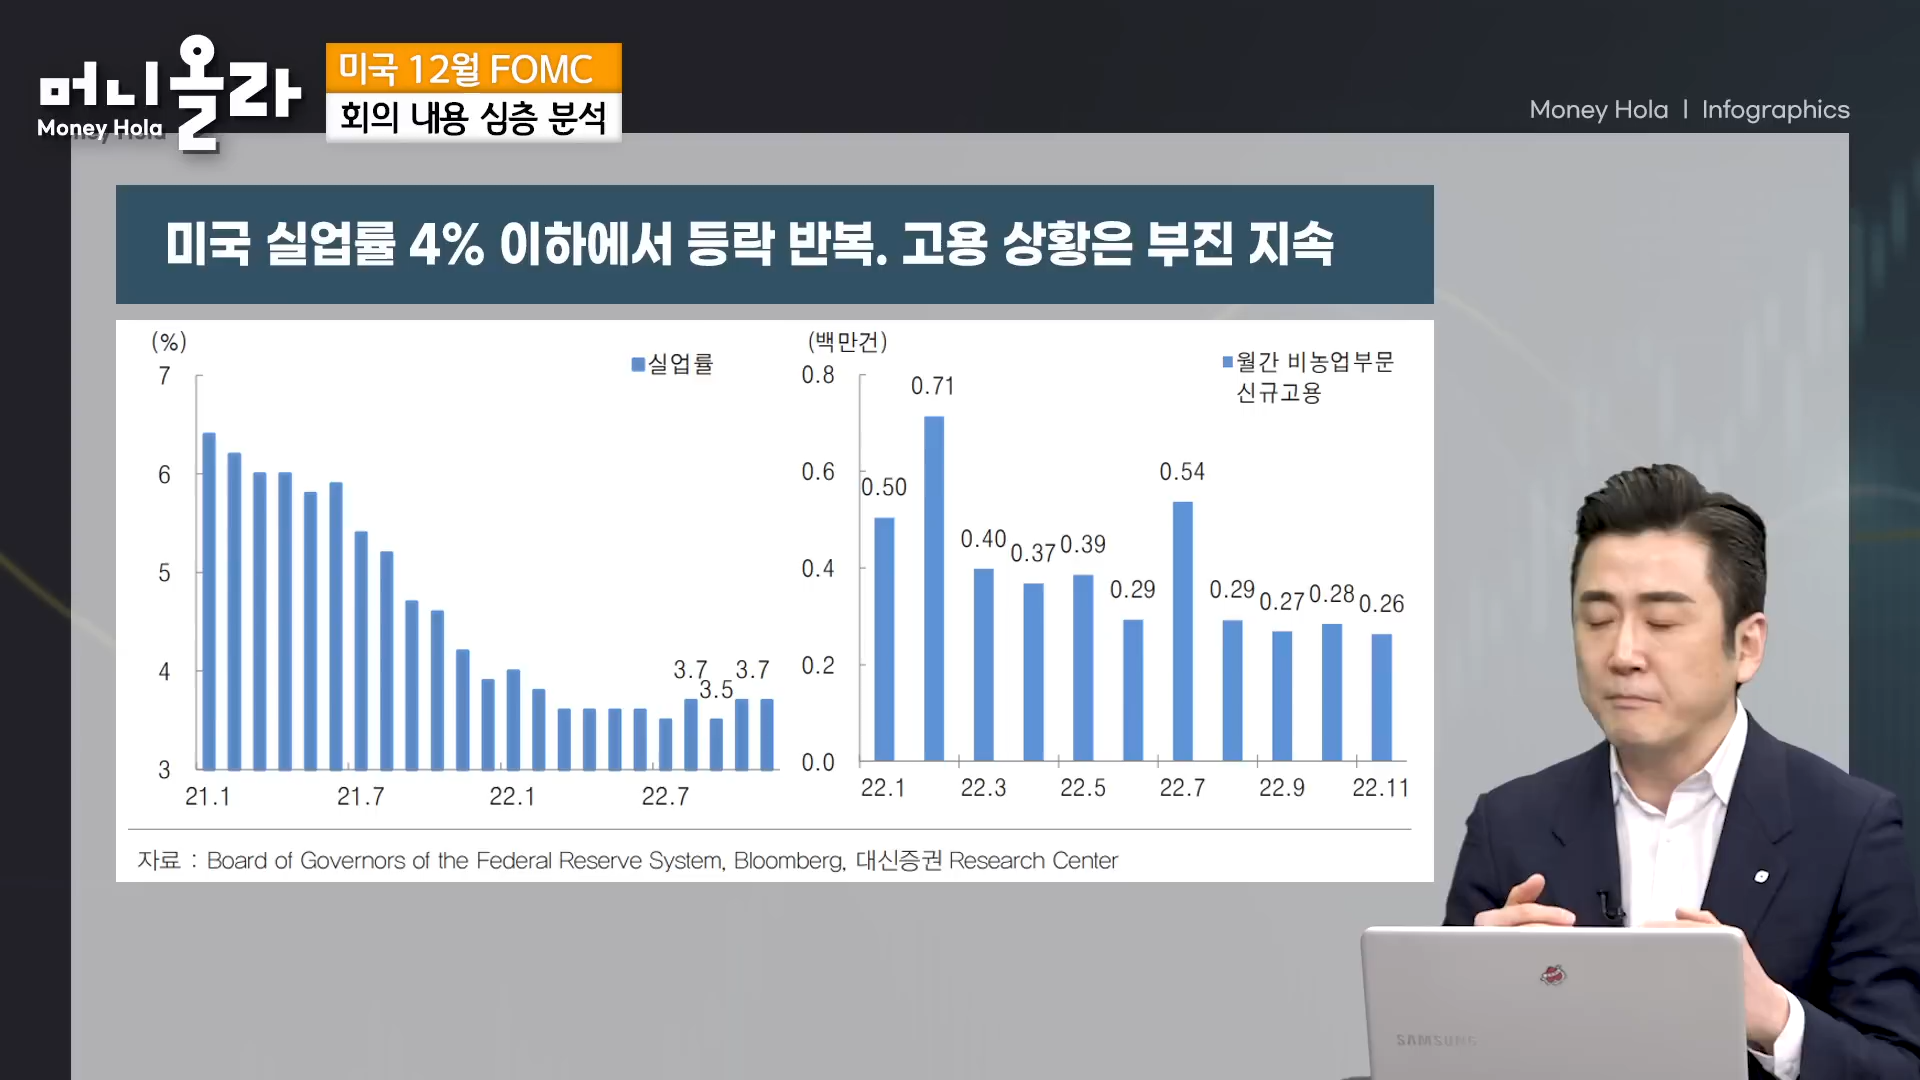 머니올라
Money Hola
미국 12월 FOMC
회의 내용 심층 분석
Money Hola | Infographics
미국 실업률 4% 이하에서 등락 반복. 고용 상황은 부진 지속
(%)
실업률
7
6
5
4
3
3.7
3.5
3.7
21.1
21.7
22.1
22.7
(백만건)
월간 비농업부문
신규고용
0.8
0.6
0.4
0.2
0.0
0.50
0.71
0.40
0.37
0.39
0.29
0.54
0.29
0.27
0.28
0.26
22.1
22.3
22.5
22.7
22.9
22.11
자료 : Board of Governors of the Federal Reserve System, Bloomberg, 대신증권 Research Center
SAMSUNG